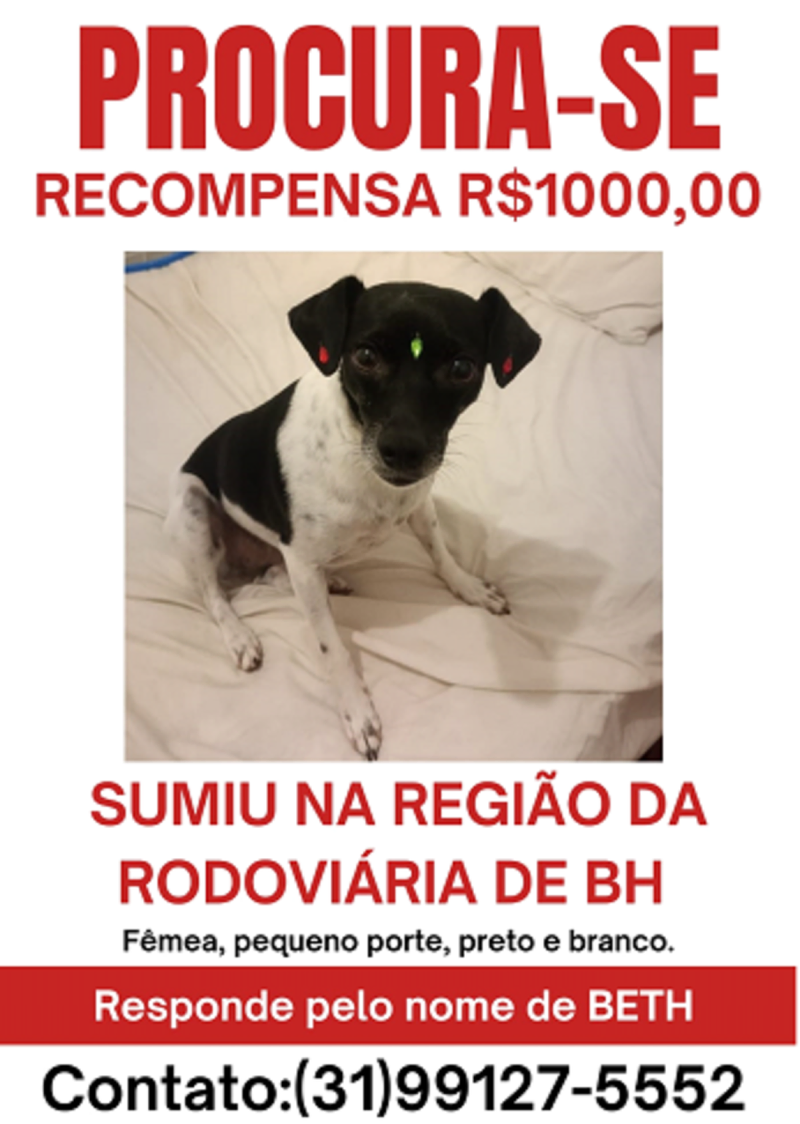 PROCURA-SE
RECOMPENSA R$1000,00
SUMIU NA REGIÃO DA
RODOVIÁRIA DE BH
Fêmea, pequeno porte, preto e branco.
Responde pelo nome de BETH
Contato:(31)99127-5552